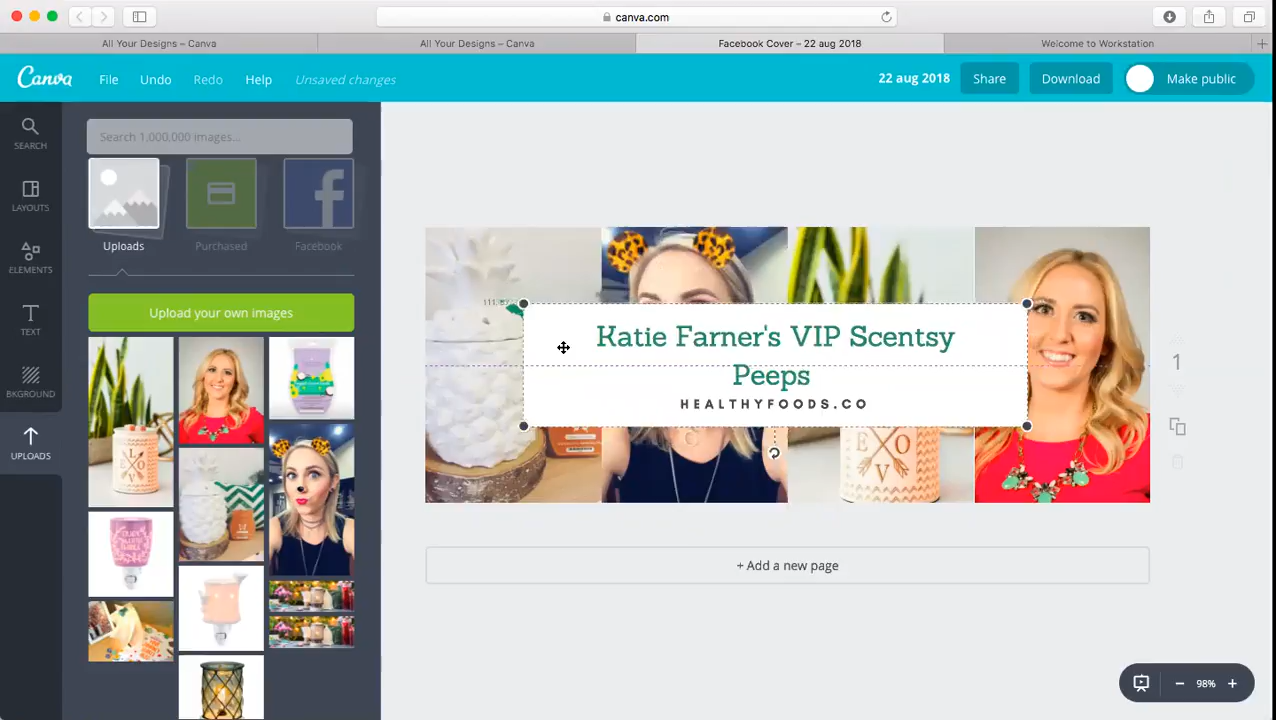 canva.com
All Your Designs – Canva
All Your Designs – Canva
Facebook Cover – 22 aug 2018
Welcome to Workstation
Canva
File
Undo
Redo
Help
Unsaved changes
22 aug 2018
Share
Download
Make public
SEARCH
LAYOUTS
ELEMENTS
TEXT
BKGROUND
UPLOADS
Search 1,000,000 images...
Uploads
Purchased
Facebook
Upload your own images
Katie Farner's VIP Scentsy
Peeps
HEALTHYFOODS.CO
L
E O
V
E O
V
1
+ Add a new page
98%